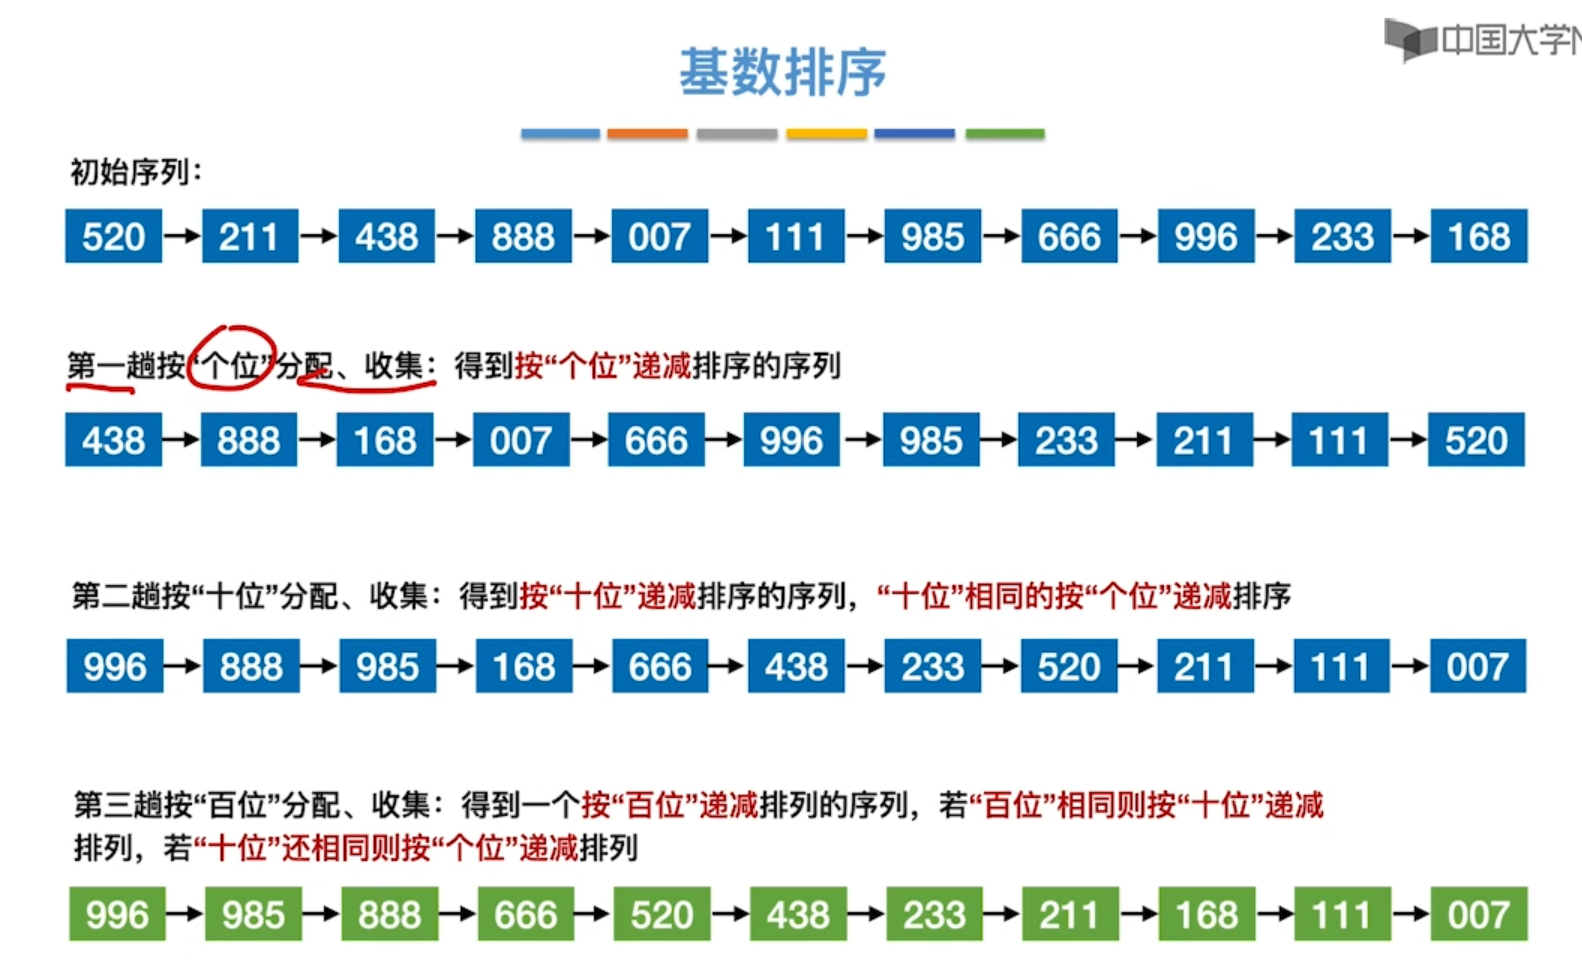 中国大学
基数排序
初始序列：
520 211 438 888 007 111 985 666 996 233 168
第一趟按“个位”分配、收集：得到按“个位”递减排序的序列
438 888 168 007 666 996 985 233 211 111 520
第二趟按“十位”分配、收集：得到按“十位”递减排序的序列，“十位”相同的按“个位”递减排序
996 888 985 168 666 438 233 520 211 111 007
第三趟按“百位”分配、收集：得到一个按“百位”递减排列的序列，若“百位”相同则按“十位”递减
排列，若“十位”还相同则按“个位”递减排列
996 985 888 666 520 438 233 211 168 111 007